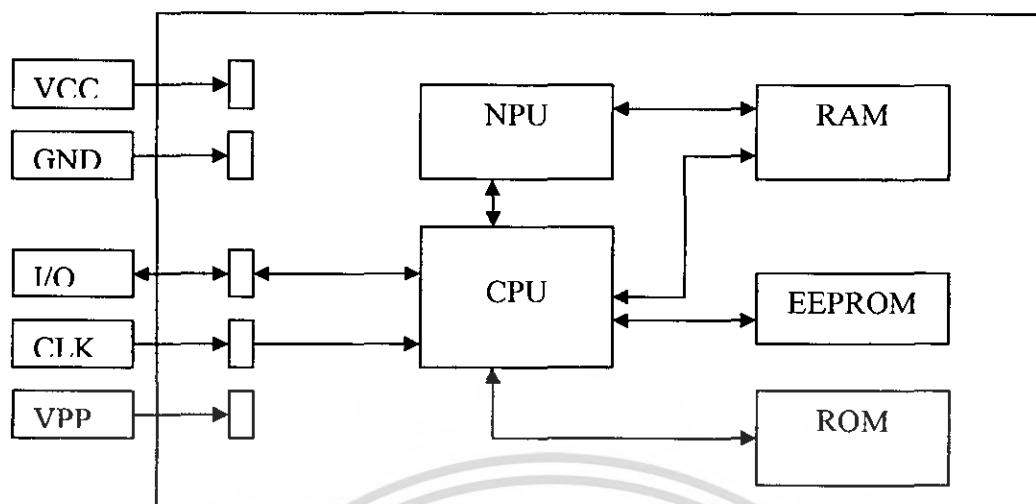 VCC
GND
I/O
CLK
VPP
NPU
CPU
RAM
EEPROM
ROM